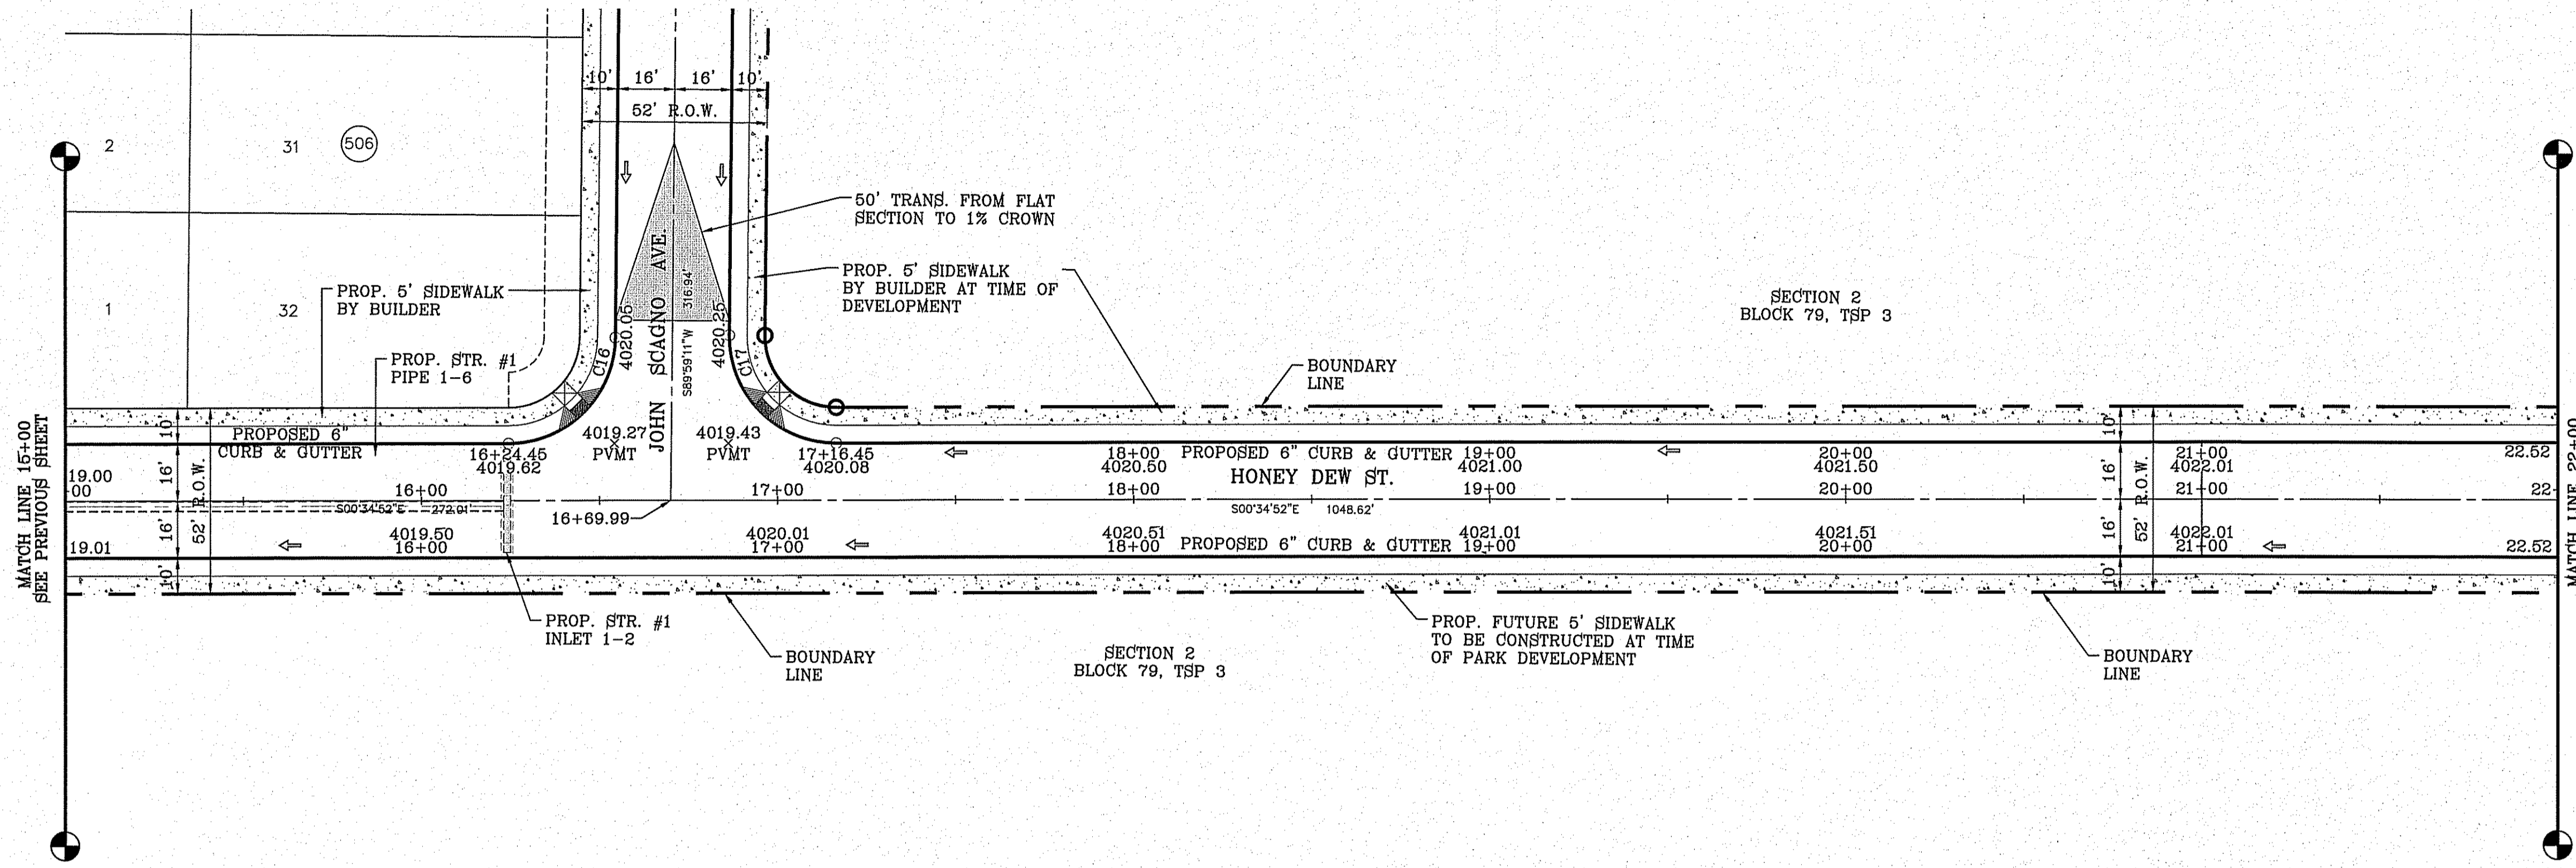 10' 16' 16' 10'
52' R.O.W.
2
31
506
50' TRANS. FROM FLAT
SECTION TO 1% CROWN
PROP. 5' SIDEWALK
BY BUILDER AT TIME OF
DEVELOPMENT
PROP. 5' SIDEWALK
BY BUILDER
1
32
SECTION 2
BLOCK 79, TSP 3
JOHN SCAGNO AVE.
316.94'
S89°59'11"W
4020.05
4020.25
C16
C17
PROP. STR. #1
PIPE 1-6
BOUNDARY
LINE
MATCH LINE 15+00
SEE PREVIOUS SHEET
10'
16'
16'
10'
52' R.O.W.
PROPOSED 6"
CURB & GUTTER
16+24.45
4019.62
4019.27
PVMT
4019.43
PVMT
17+16.45
4020.08
18+00
4020.50
PROPOSED 6" CURB & GUTTER
19+00
4021.00
20+00
4021.50
21+00
4022.01
22.52
HONEY DEW ST.
19.00
00
16+00
17+00
18+00
19+00
20+00
21+00
22
S00°34'52"E 272.01'
16+69.99
S00°34'52"E 1048.62'
19.01
4019.50
16+00
4020.01
17+00
4020.51
18+00
PROPOSED 6" CURB & GUTTER
4021.01
19+00
4021.51
20+00
4022.01
21+00
22.52
10'
16'
16'
10'
52' R.O.W.
MATCH LINE 22+00
PROP. STR. #1
INLET 1-2
BOUNDARY
LINE
SECTION 2
BLOCK 79, TSP 3
PROP. FUTURE 5' SIDEWALK
TO BE CONSTRUCTED AT TIME
OF PARK DEVELOPMENT
BOUNDARY
LINE